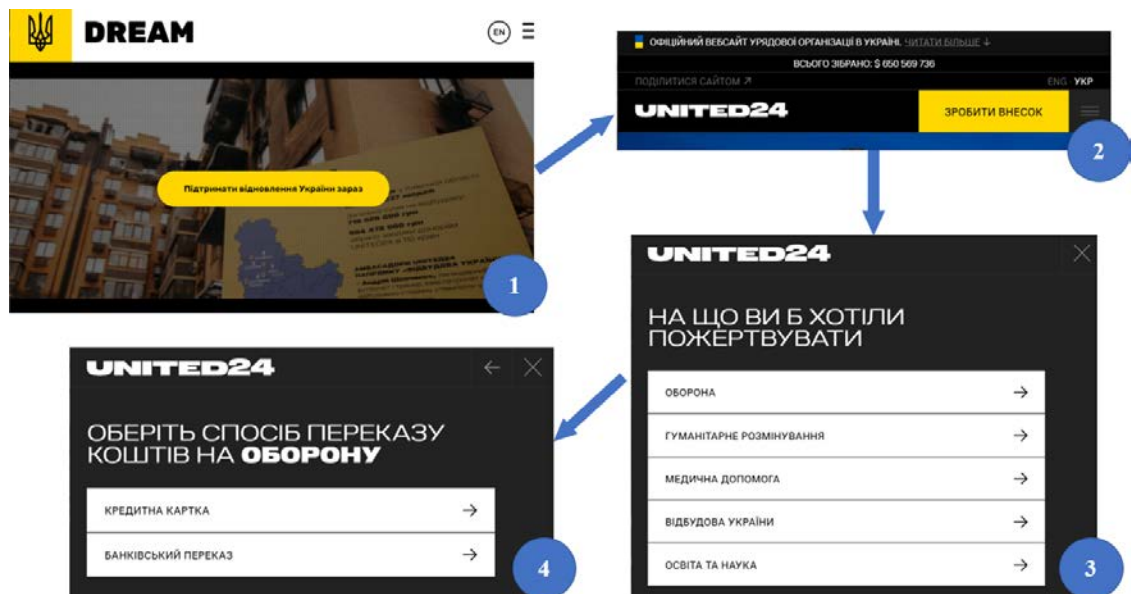 DREAM
EN
Підтримати відновлення України зараз
1
ОФІЦІЙНИЙ ВЕБСАЙТ УРЯДОВОЇ ОРГАНІЗАЦІЇ В УКРАЇНІ. ЧИТАТИ БІЛЬШЕ ↓
ВСЬОГО ЗІБРАНО: $ 650 569 736
ПОДІЛИТИСЯ САЙТОМ ↗
ENG УКР
UNITED24
ЗРОБИТИ ВНЕСОК
2
UNITED24
НА ЩО ВИ Б ХОТІЛИ
ПОЖЕРТВУВАТИ
ОБОРОНА
ГУМАНІТАРНЕ РОЗМІНУВАННЯ
МЕДИЧНА ДОПОМОГА
ВІДБУДОВА УКРАЇНИ
ОСВІТА ТА НАУКА
3
UNITED24
ОБЕРІТЬ СПОСІБ ПЕРЕКАЗУ
КОШТІВ НА ОБОРОНУ
КРЕДИТНА КАРТКА
БАНКІВСЬКИЙ ПЕРЕКАЗ
4